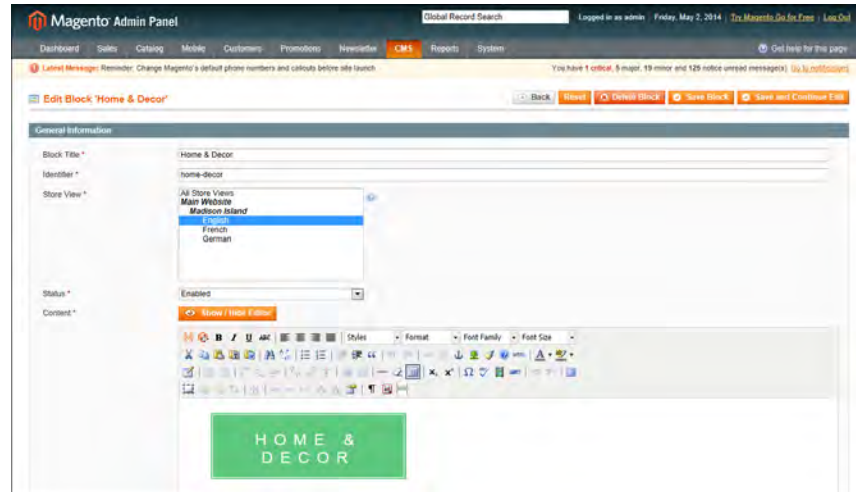 Magento® Admin Panel
Global Record Search
Logged in as admin | Friday, May 2, 2014 | Try Magento Go for Free | Log Out
Dashboard Sales Catalog Mobile Customers Promotions Newsletter CMS Reports System Get help for this page
Latest Message: Reminder: Change Magento's default phone numbers and callouts before site launch You have 1 critical, 5 major, 19 minor and 125 notice unread message(s). Go to notifications
Edit Block 'Home & Decor' Back Reset Delete Block Save Block Save and Continue Edit
General Information
Block Title * Home & Decor
Identifier * home-decor
Store View * All Store Views
Main Website
Madison Island
English
French
German
Status * Enabled
Content * Show / Hide Editor
B I U ABC Styles Format Font Family Font Size
HOME &
DECOR